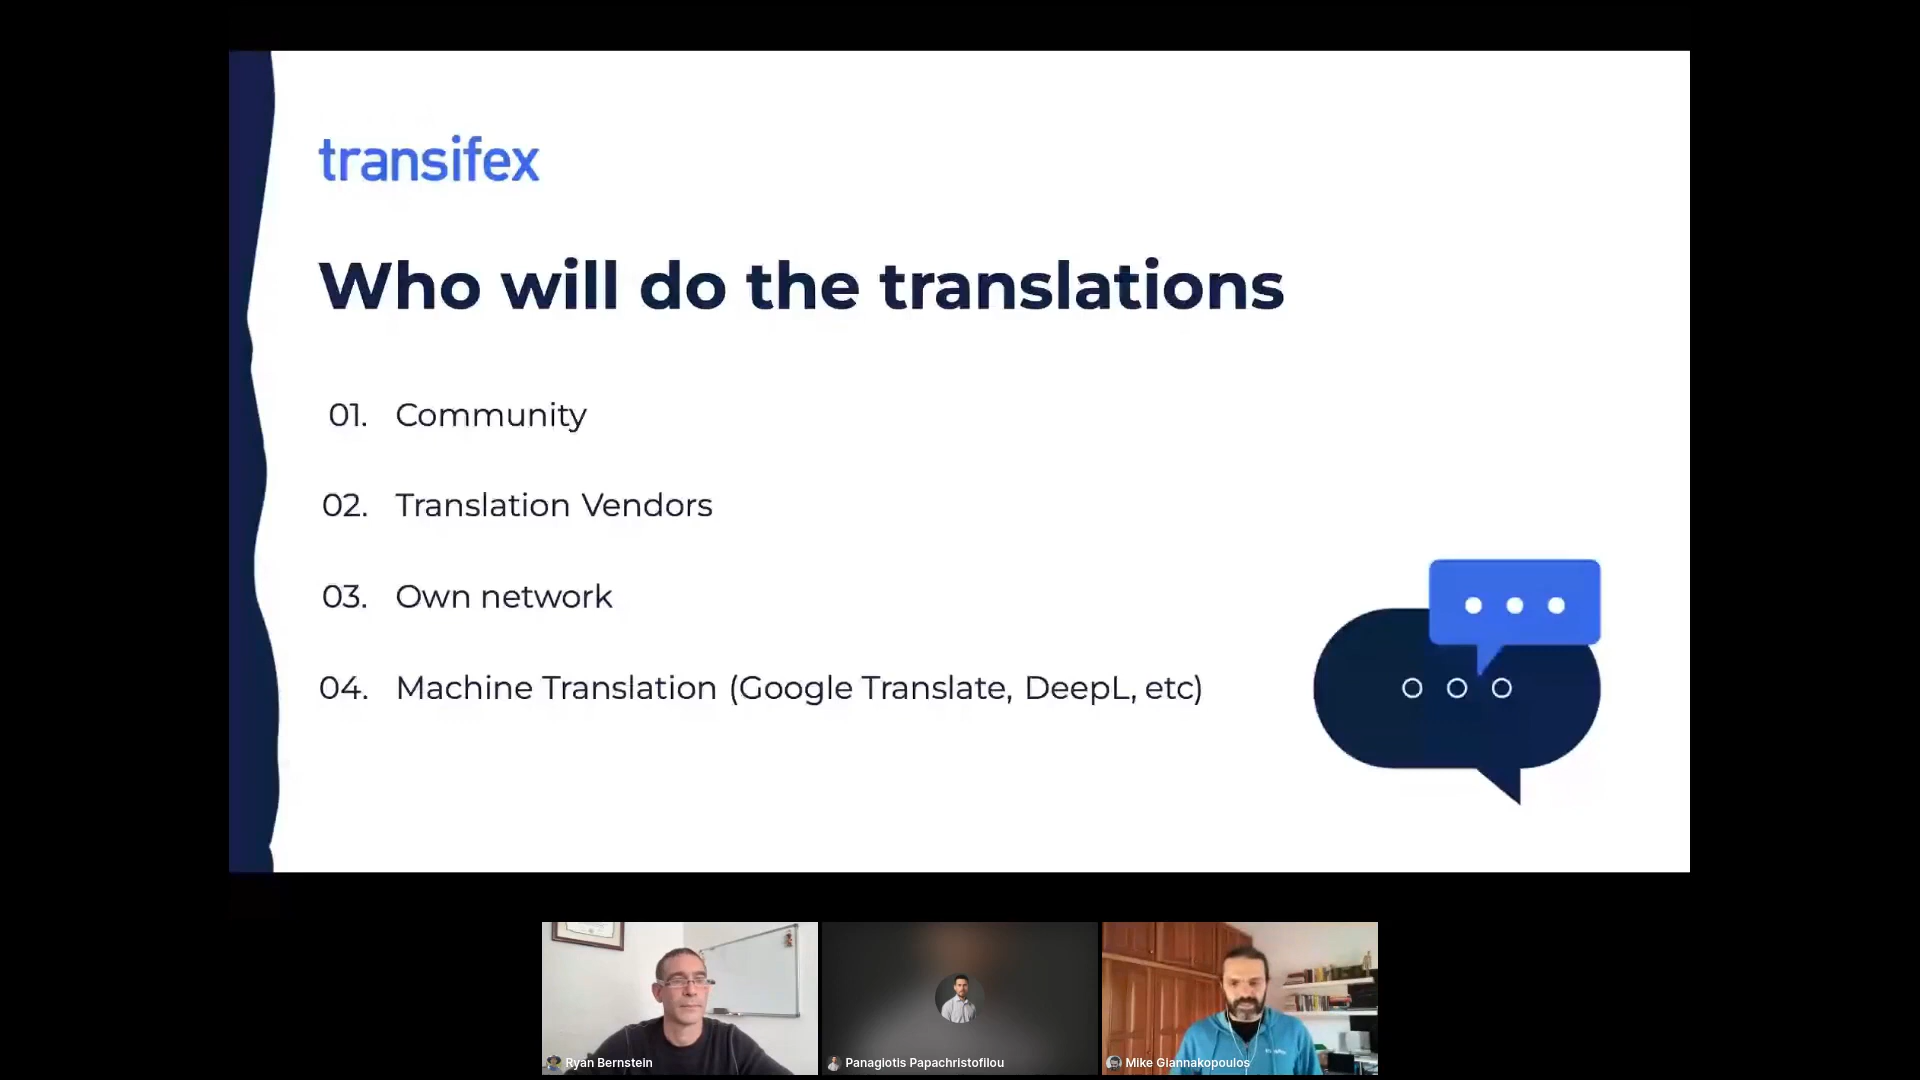 transifex
Who will do the translations
01. Community
02. Translation Vendors
03. Own network
04. Machine Translation (Google Translate, DeepL, etc)
Ryan Bernstein
Panagiotis Papachristofilou
Mike Giannakopoulos